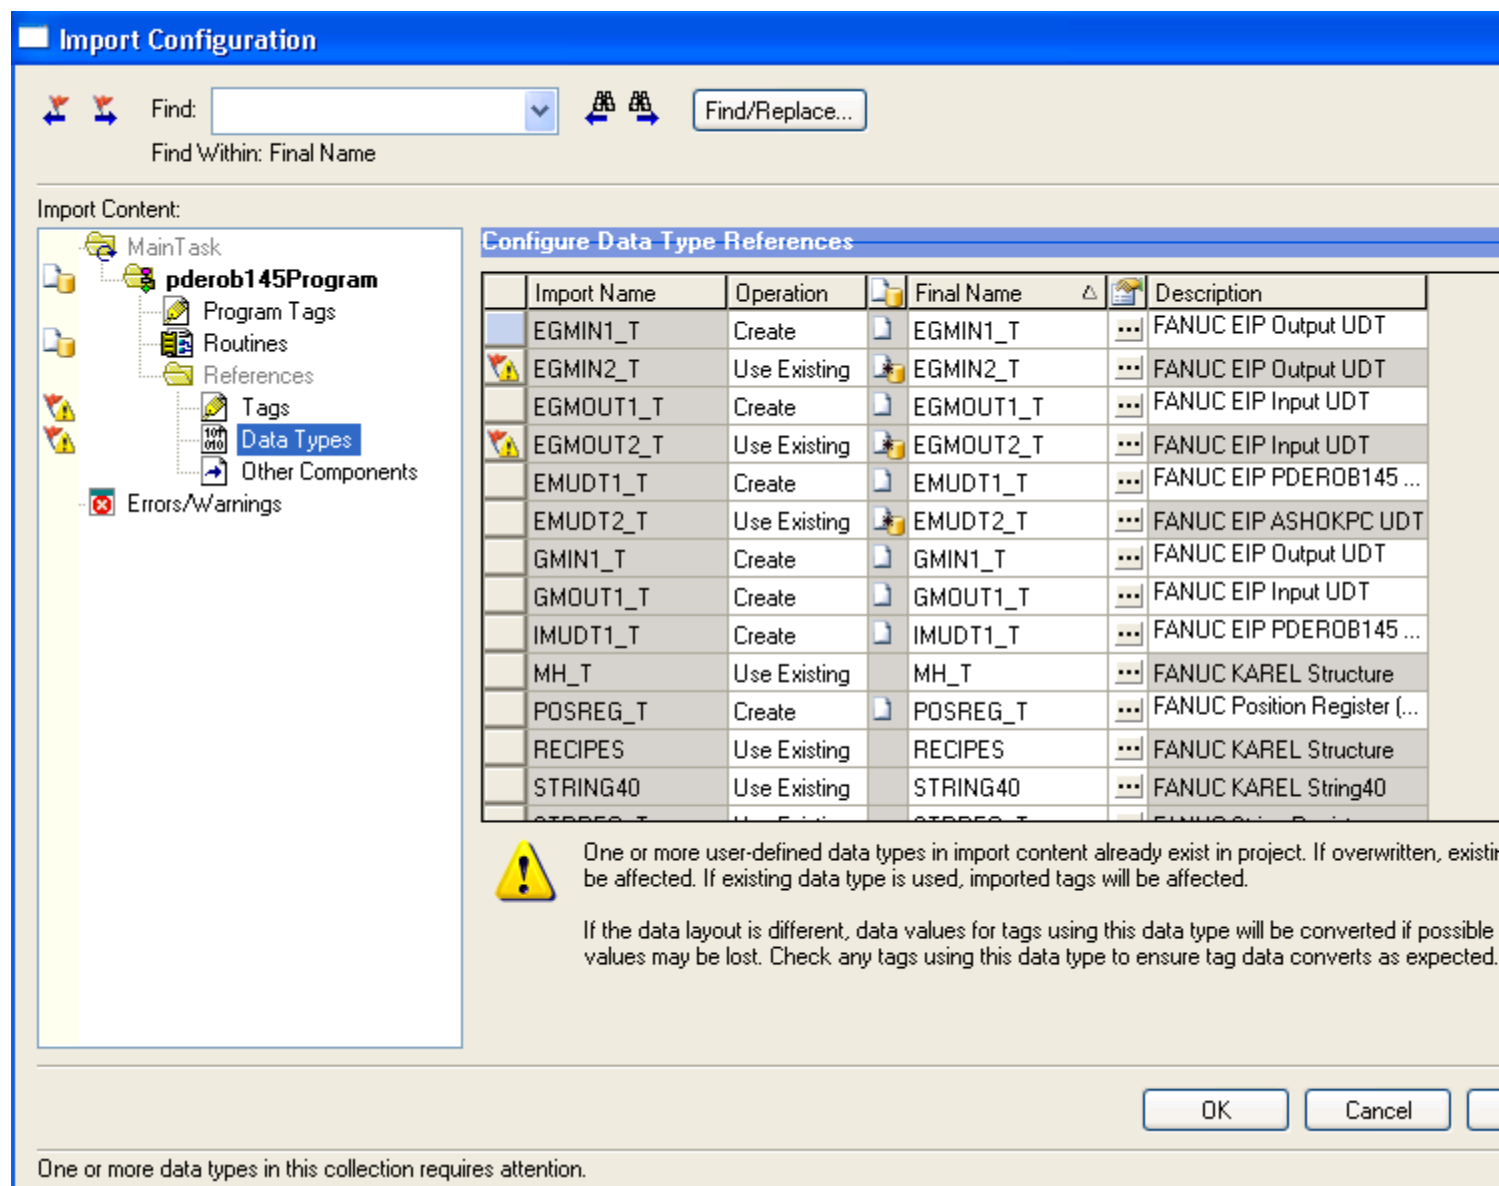 Import Configuration
Find:
Find/Replace...
Find Within: Final Name
Import Content:
MainTask
pderob145Program
Program Tags
Routines
References
Tags
Data Types
Other Components
Errors/Warnings
Configure Data Type References
Import Name Operation Final Name Description
EGMIN1_T Create EGMIN1_T ... FANUC EIP Output UDT
EGMIN2_T Use Existing EGMIN2_T ... FANUC EIP Output UDT
EGMOUT1_T Create EGMOUT1_T ... FANUC EIP Input UDT
EGMOUT2_T Use Existing EGMOUT2_T ... FANUC EIP Input UDT
EMUDT1_T Create EMUDT1_T ... FANUC EIP PDEROB145 ...
EMUDT2_T Use Existing EMUDT2_T ... FANUC EIP ASHOKPC UDT
GMIN1_T Create GMIN1_T ... FANUC EIP Output UDT
GMOUT1_T Create GMOUT1_T ... FANUC EIP Input UDT
IMUDT1_T Create IMUDT1_T ... FANUC EIP PDEROB145 ...
MH_T Use Existing MH_T ... FANUC KAREL Structure
POSREG_T Create POSREG_T ... FANUC Position Register (...
RECIPES Use Existing RECIPES ... FANUC KAREL Structure
STRING40 Use Existing STRING40 ... FANUC KAREL String40
One or more user-defined data types in import content already exist in project. If overwritten, existin
be affected. If existing data type is used, imported tags will be affected.
If the data layout is different, data values for tags using this data type will be converted if possible
values may be lost. Check any tags using this data type to ensure tag data converts as expected.
OK
Cancel
One or more data types in this collection requires attention.